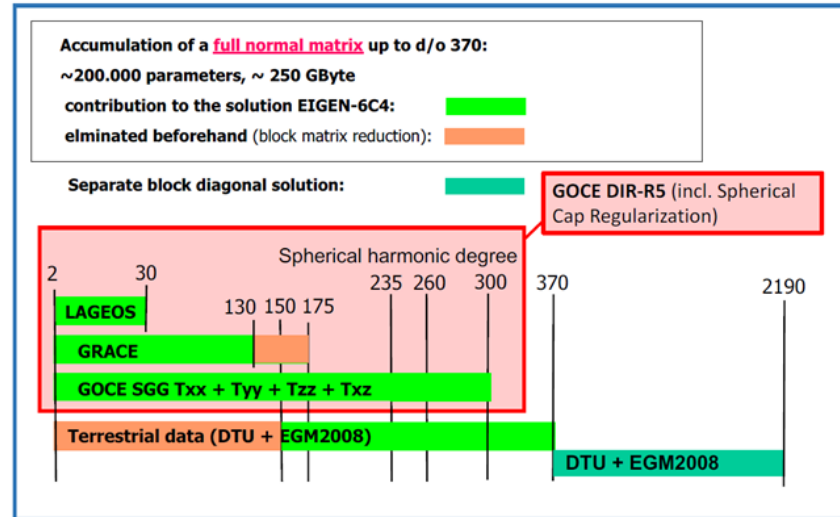 Accumulation of a full normal matrix up to d/o 370:
~200.000 parameters, ~ 250 GByte
contribution to the solution EIGEN-6C4:
elminated beforehand (block matrix reduction):
Separate block diagonal solution:
GOCE DIR-R5 (incl. Spherical
Cap Regularization)
Spherical harmonic degree
2 30 130 150 175 235 260 300 370 2190
LAGEOS
GRACE
GOCE SGG Txx + Tyy + Tzz + Txz
Terrestrial data (DTU + EGM2008)
DTU + EGM2008